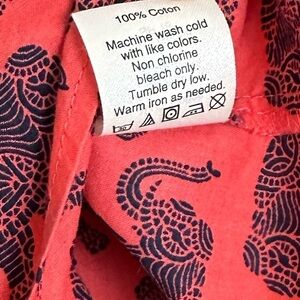 100% Coton
Machine wash cold
with like colors.
Non chlorine
bleach only.
Tumble dry low.
Warm iron as needed.